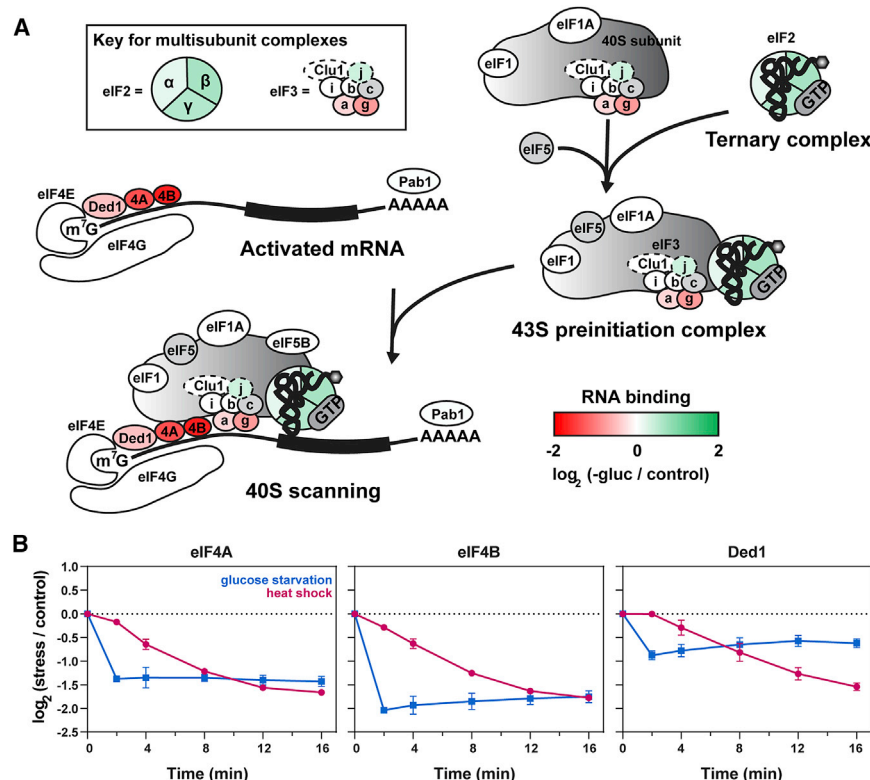 A
Key for multisubunit complexes
eIF2 =
α
β
γ
eIF3 =
Clu1
j
i
b
c
a
g
eIF1
eIF1A
40S subunit
Clu1
j
i
b
c
a
g
eIF2
GTP
Ternary complex
eIF5
eIF4E
Ded1
4A
4B
m7G
eIF4G
Pab1
AAAAA
Activated mRNA
eIF1
eIF5
eIF1A
eIF3
Clu1
j
i
b
c
a
g
GTP
43S preinitiation complex
eIF1
eIF5
eIF1A
eIF5B
Clu1
j
i
b
c
a
g
GTP
eIF4E
Ded1
4A
4B
m7G
eIF4G
Pab1
AAAAA
40S scanning
RNA binding
-2 0 2
log2 (-gluc / control)
B
eIF4A
eIF4B
Ded1
glucose starvation
heat shock
log2 (stress / control)
1.0
0.5
0.0
-0.5
-1.0
-1.5
-2.0
-2.5
0 4 8 12 16
0 4 8 12 16
0 4 8 12 16
Time (min)
Time (min)
Time (min)